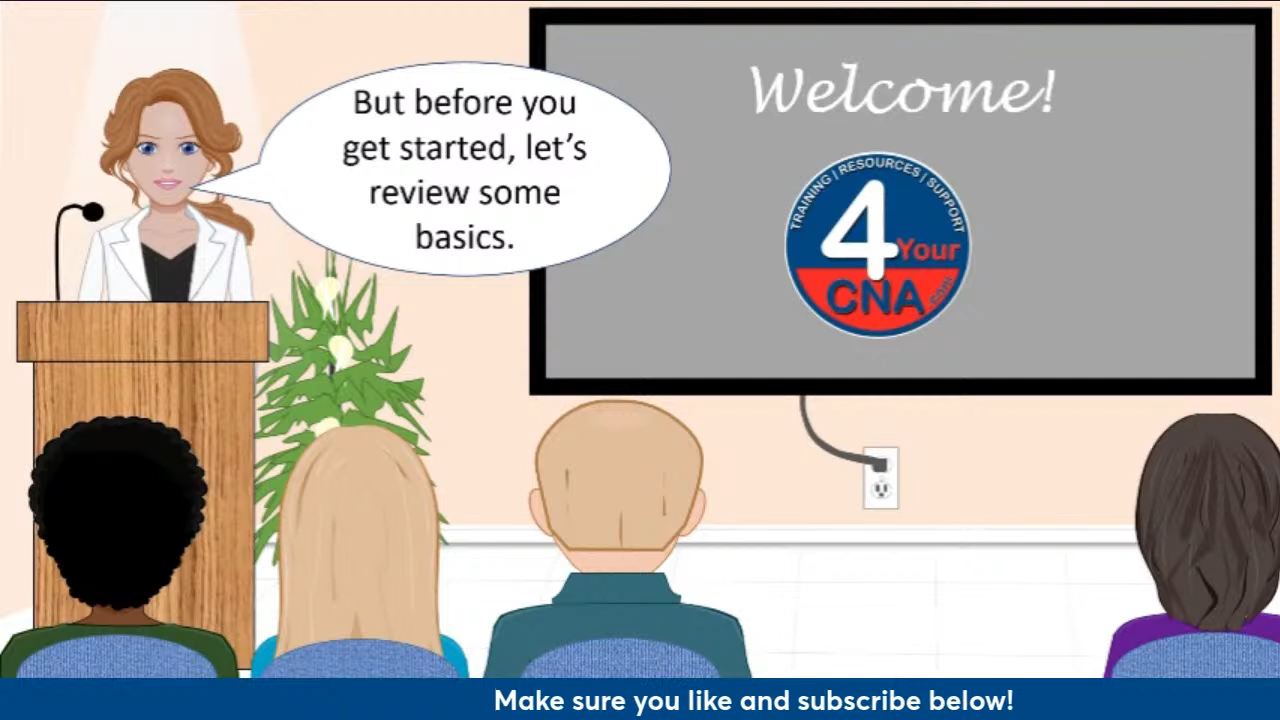 But before you
get started, let's
review some
basics.
Welcome!
TRAINING | RESOURCES | SUPPORT
4
Your
CNA
.COM
Make sure you like and subscribe below!